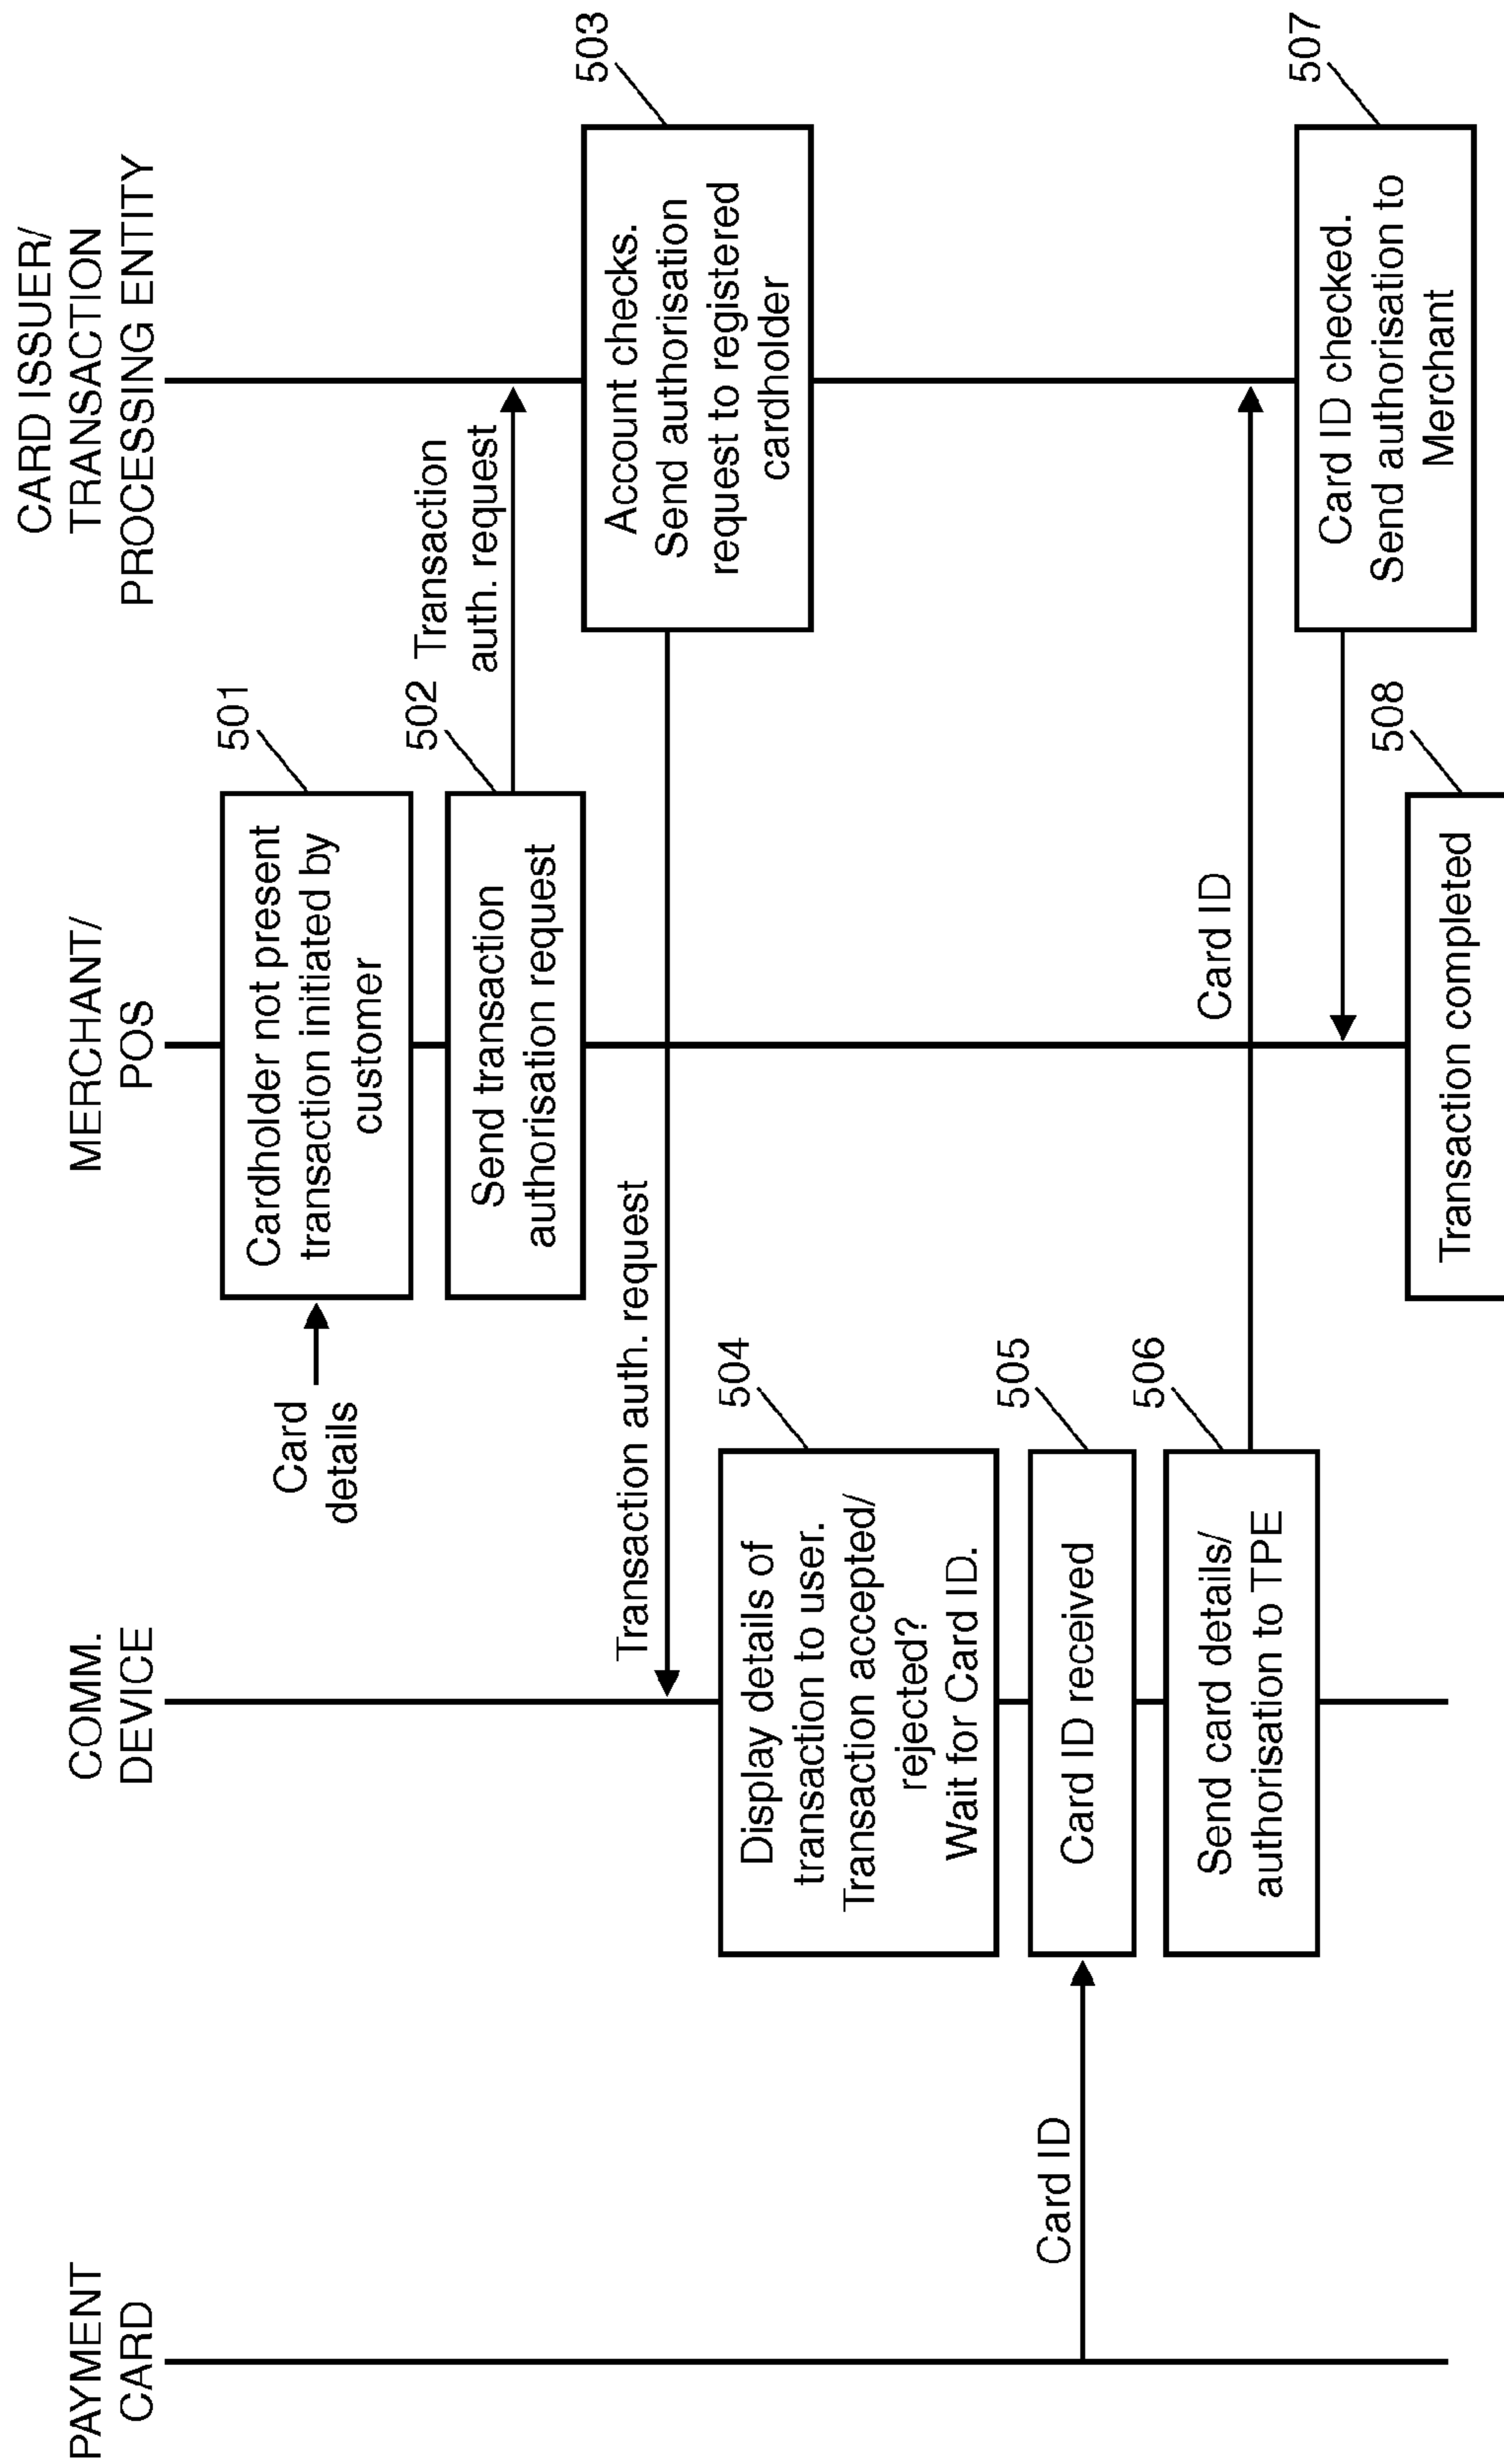 PAYMENT
CARD
COMM.
DEVICE
MERCHANT/
POS
CARD ISSUER/
TRANSACTION
PROCESSING ENTITY
Card
details
501
Cardholder not present
transaction initiated by
customer
502
Send transaction
authorisation request
Transaction
auth. request
503
Account checks.
Send authorisation
request to registered
cardholder
Transaction auth. request
504
Display details of
transaction to user.
Transaction accepted/
rejected?
Wait for Card ID.
Card ID
505
Card ID received
506
Send card details/
authorisation to TPE
Card ID
507
Card ID checked.
Send authorisation to
Merchant
508
Transaction completed